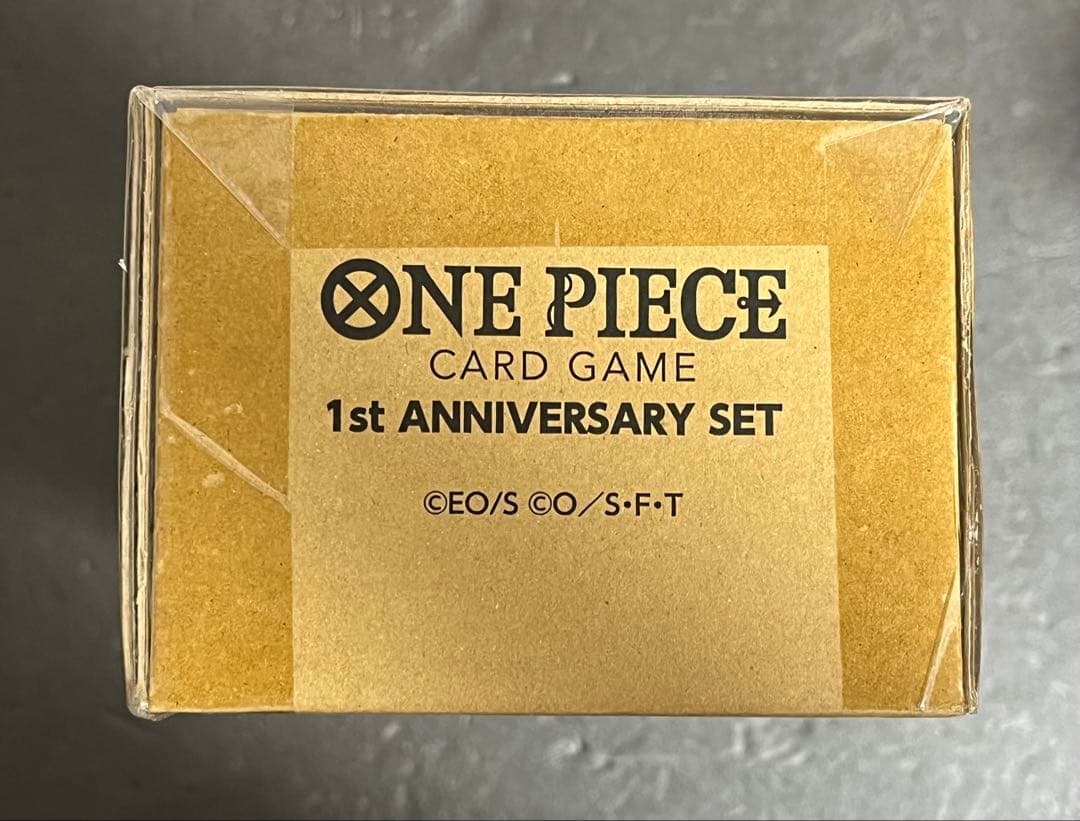 ONE PIECE
CARD GAME
1st ANNIVERSARY SET
©EO/S ©O／S・F・T